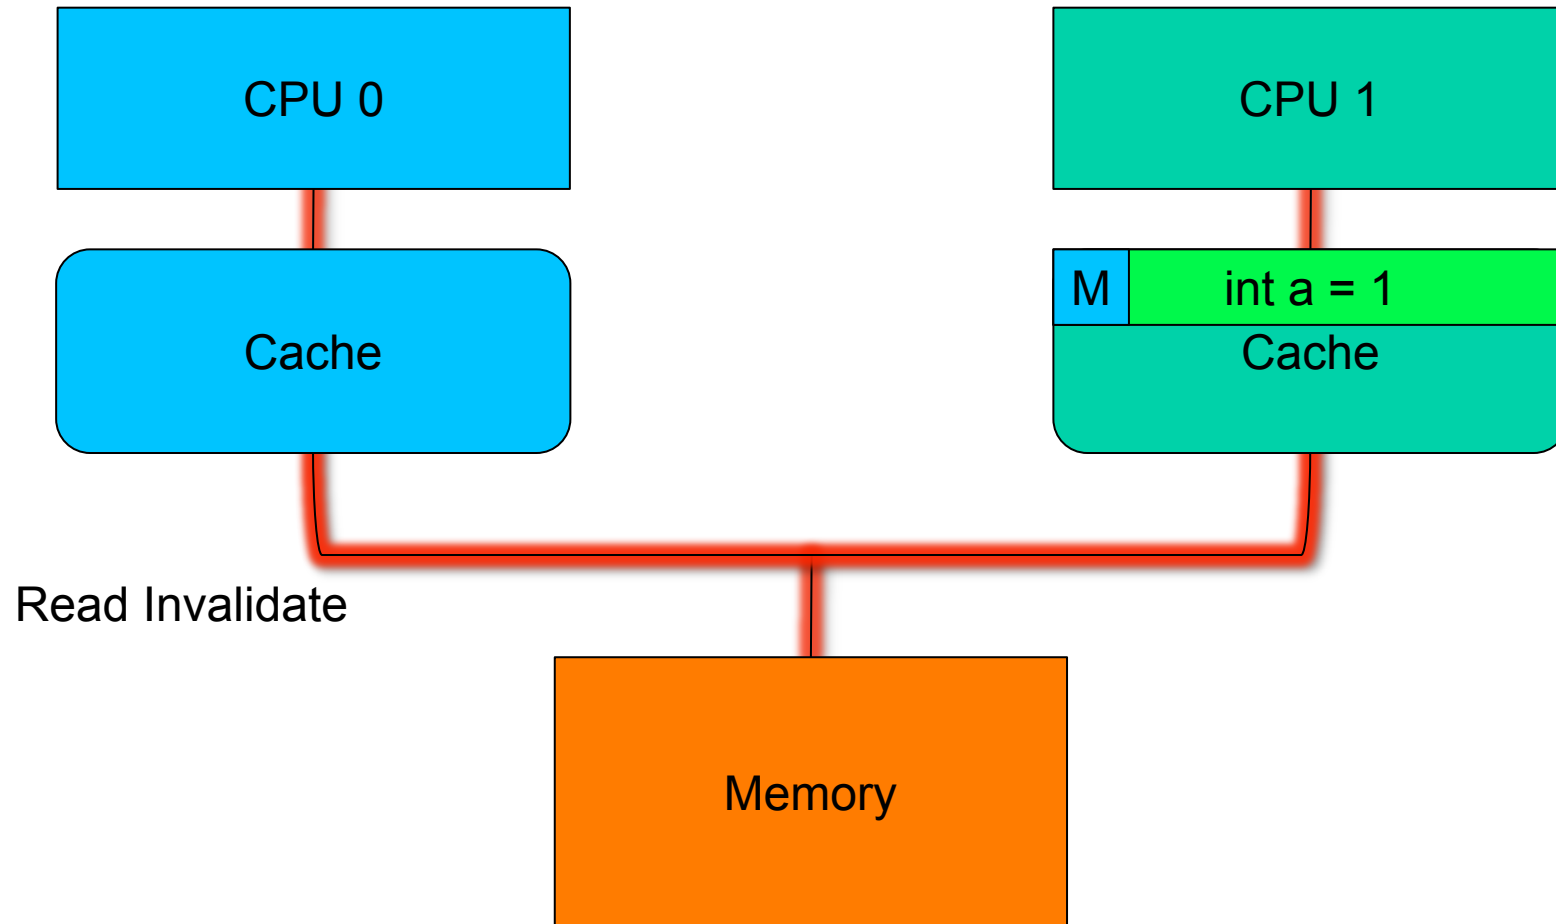 CPU 0
CPU 1
M
int a = 1
Cache
Cache
Read Invalidate
Memory